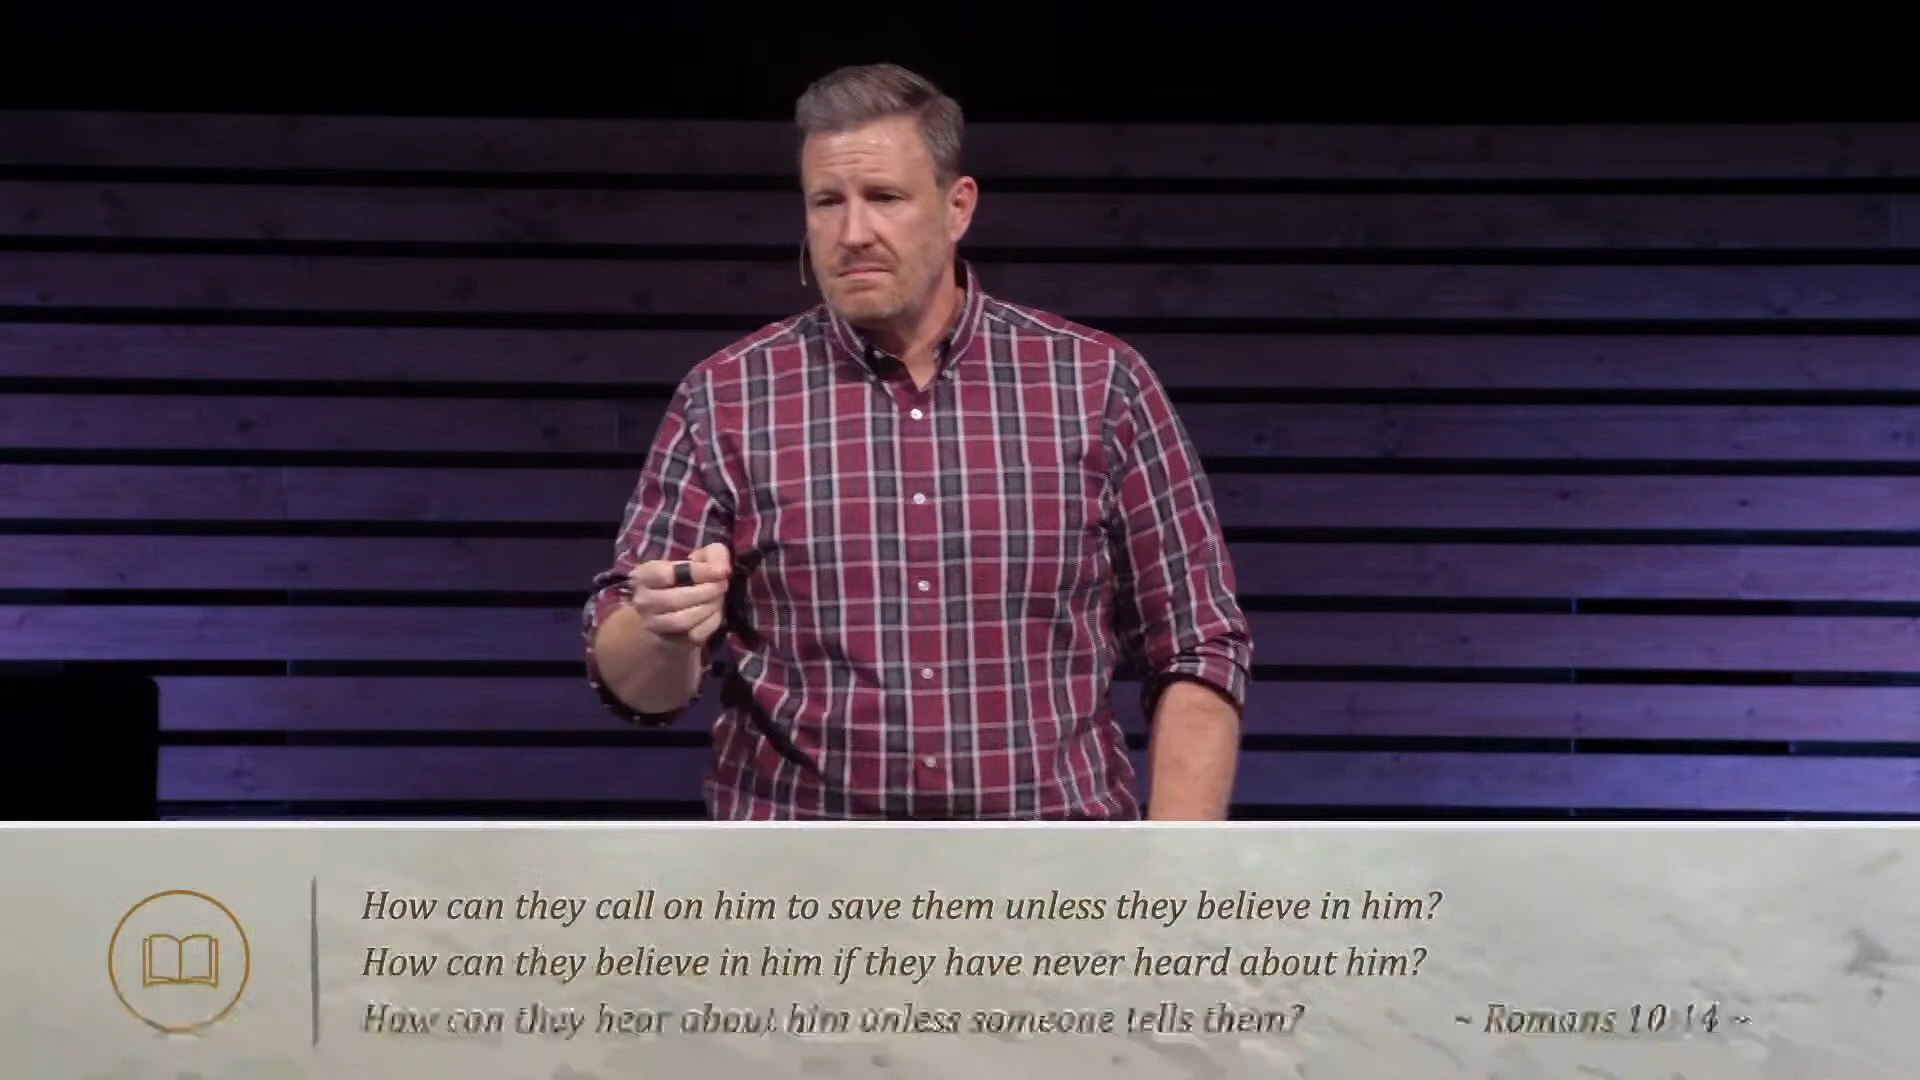 How can they call on him to save them unless they believe in him?
How can they believe in him if they have never heard about him?
How can they hear about him unless someone tells them? ~ Romans 10:14 ~